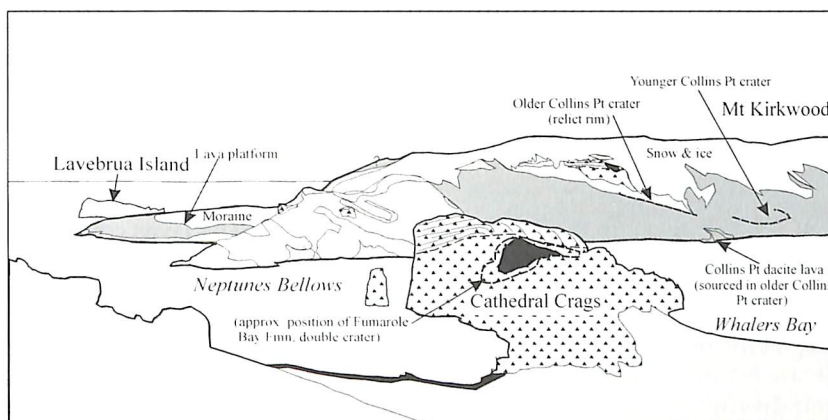 Younger Collins Pt crater
Older Collins Pt crater
(relict rim)
Mt Kirkwood
Snow & ice
Lava platform
Lavebrua Island
Moraine
Neptunes Bellows
(approx. position of Fumarole
Bay Fmn. double crater)
Cathedral Crags
Collins Pt dacite lava
(sourced in older Collins
Pt crater)
Whalers Bay